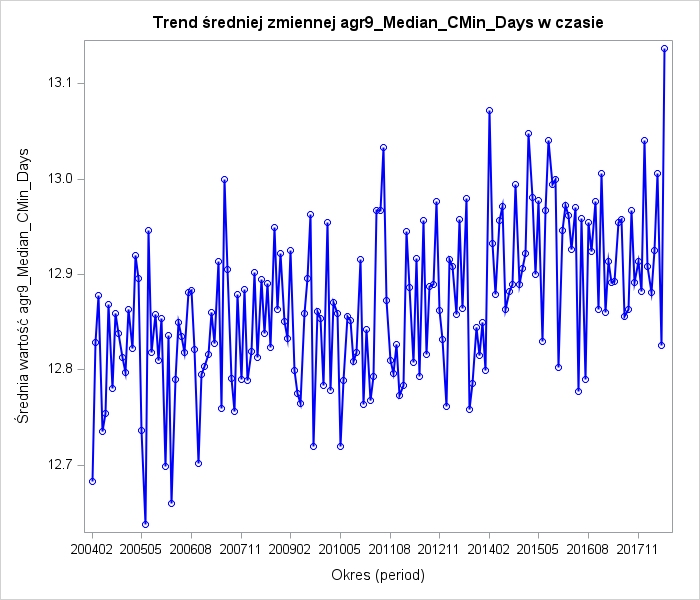 Trend średniej zmiennej agr9_Median_CMin_Days w czasie
Średnia wartość agr9_Median_CMin_Days
13.1
13.0
12.9
12.8
12.7
200402 200505 200608 200711 200902 201005 201108 201211 201402 201505 201608 201711
Okres (period)